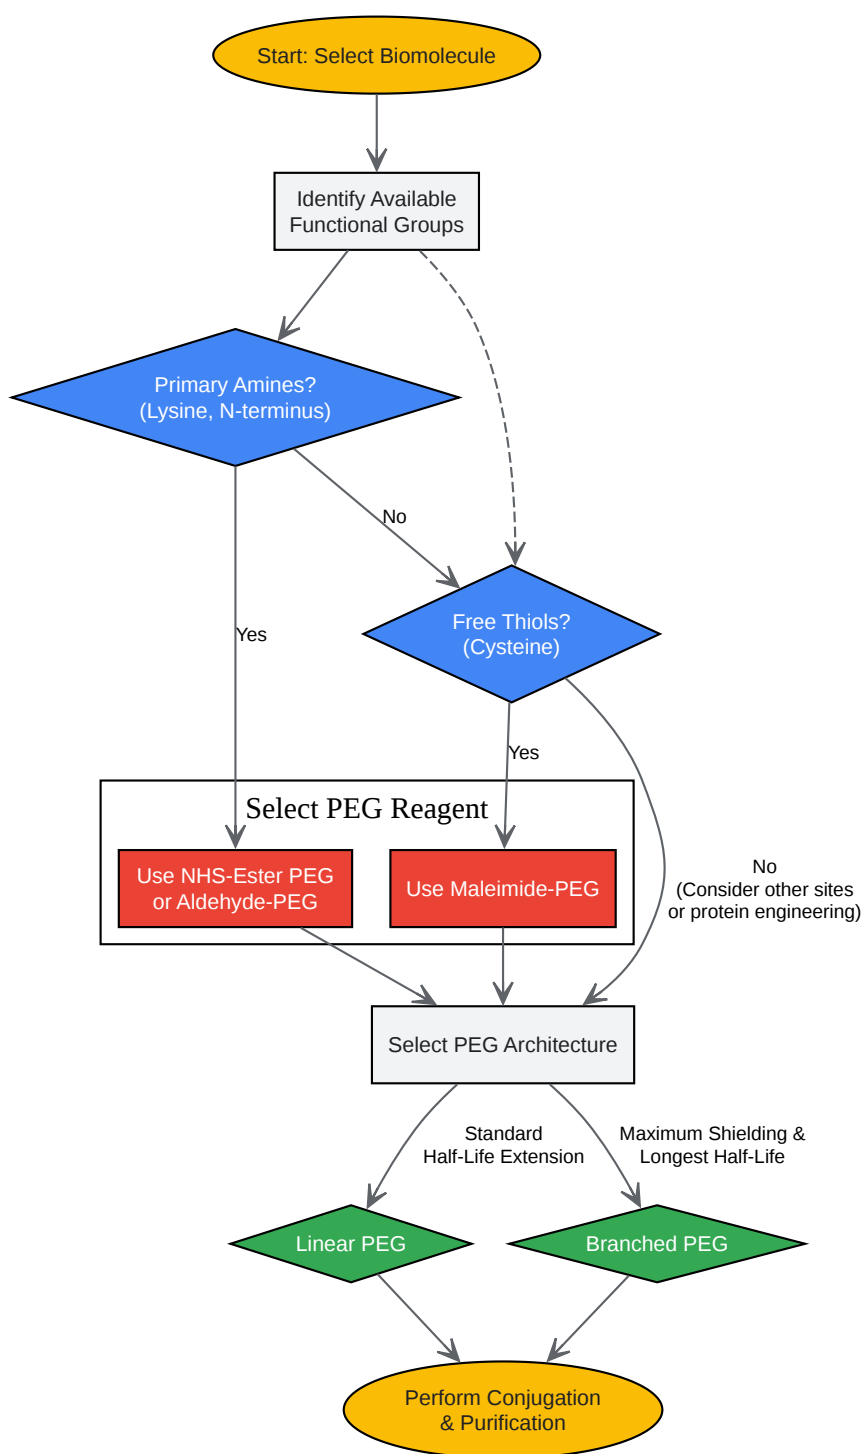 Start: Select Biomolecule
Identify Available
Functional Groups
Primary Amines?
(Lysine, N-terminus)
No
Free Thiols?
(Cysteine)
Yes
Yes
Select PEG Reagent
Use NHS-Ester PEG
or Aldehyde-PEG
Use Maleimide-PEG
No
(Consider other sites
or protein engineering)
Select PEG Architecture
Standard
Half-Life Extension
Maximum Shielding &
Longest Half-Life
Linear PEG
Branched PEG
Perform Conjugation
& Purification